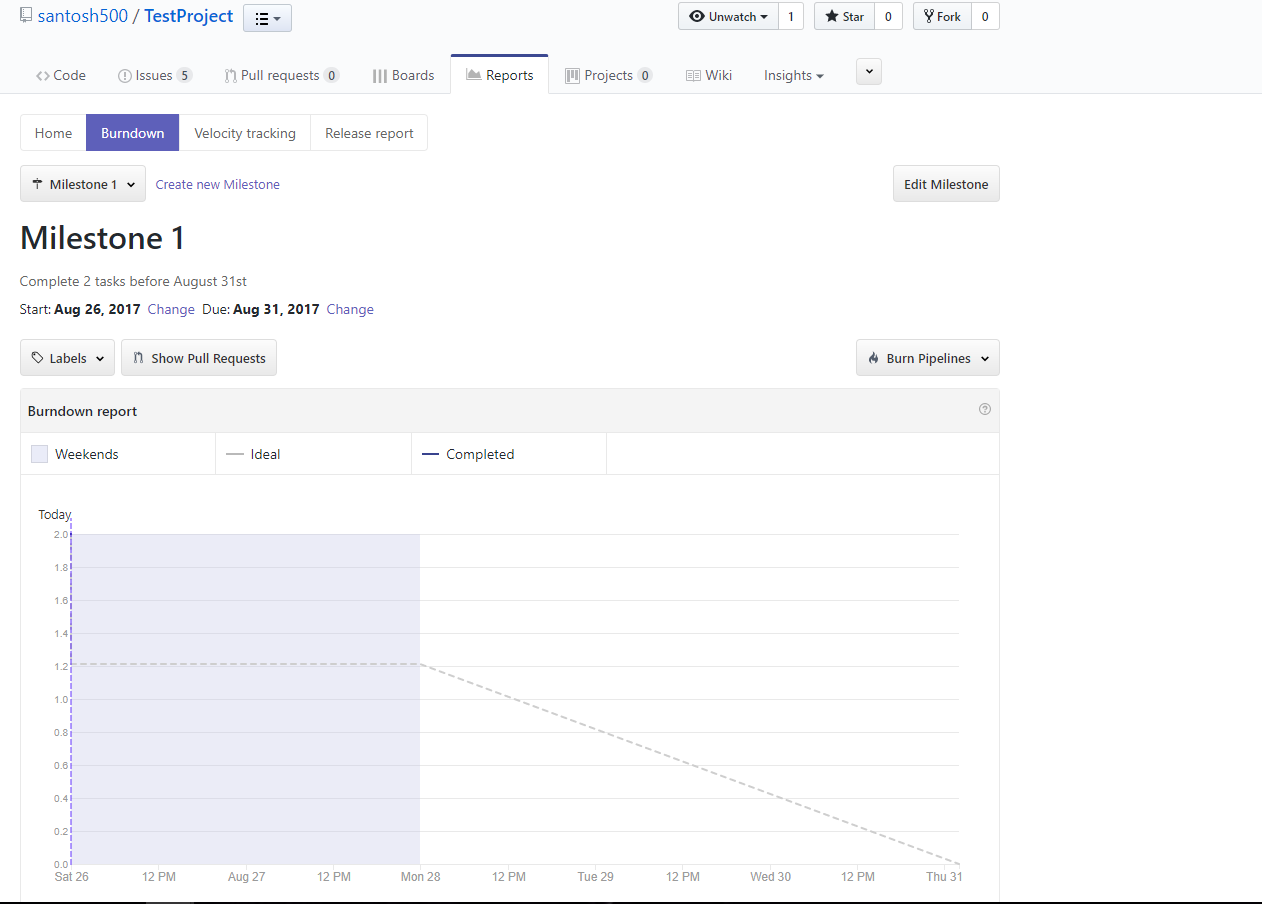 santosh500 / TestProject
Unwatch 1 Star 0 Fork 0
Code Issues 5 Pull requests 0 Boards Reports Projects 0 Wiki Insights
Home Burndown Velocity tracking Release report
Milestone 1 Create new Milestone Edit Milestone
Milestone 1
Complete 2 tasks before August 31st
Start: Aug 26, 2017 Change Due: Aug 31, 2017 Change
Labels Show Pull Requests Burn Pipelines
Burndown report
Weekends Ideal Completed
Today
2.0
1.8
1.6
1.4
1.2
1.0
0.8
0.6
0.4
0.2
0.0
Sat 26 12 PM Aug 27 12 PM Mon 28 12 PM Tue 29 12 PM Wed 30 12 PM Thu 31